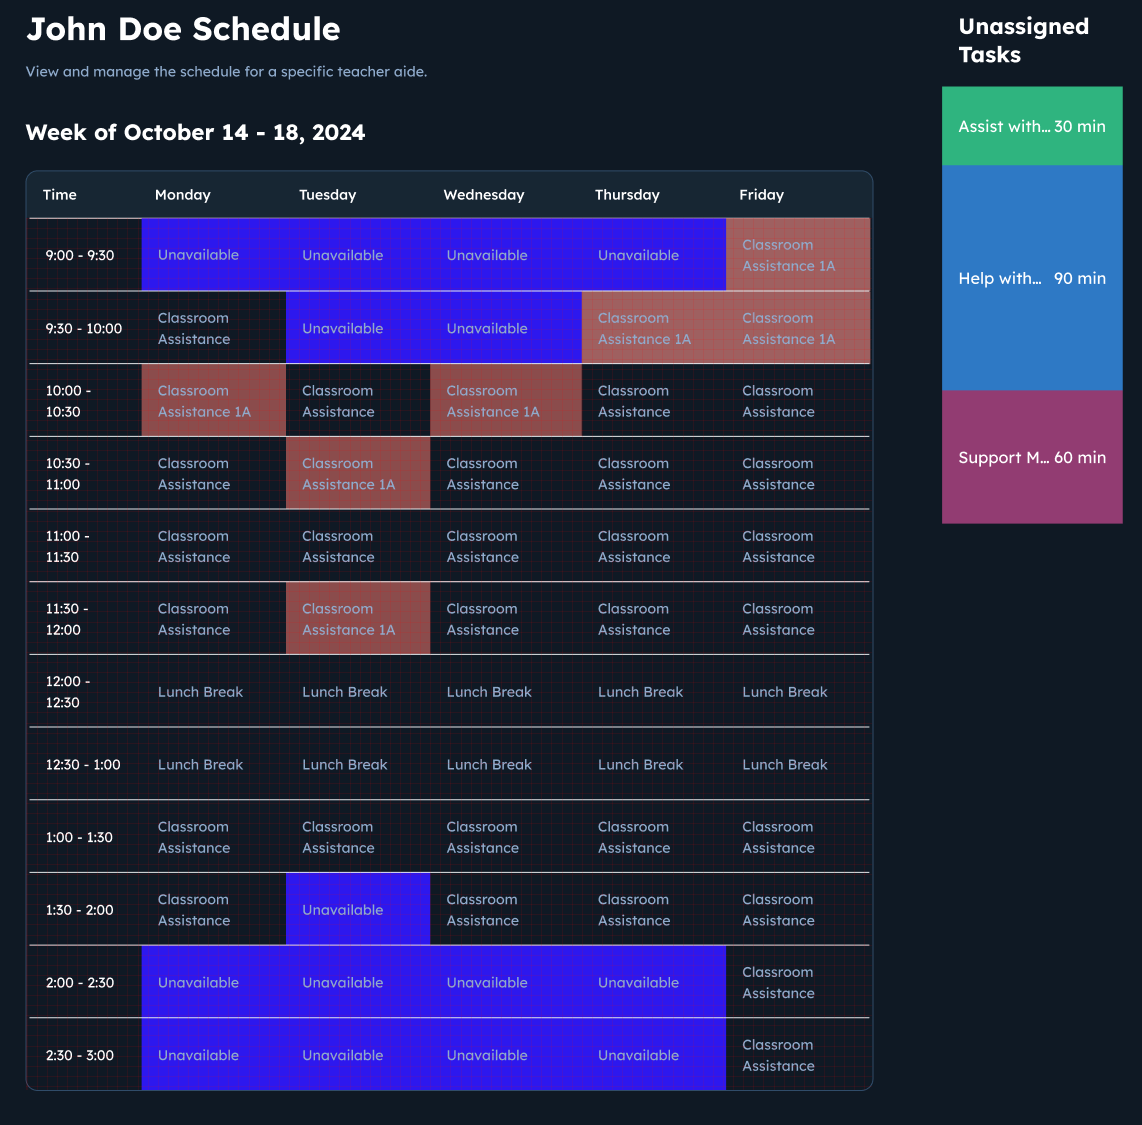 John Doe Schedule
View and manage the schedule for a specific teacher aide.
Week of October 14 - 18, 2024
Time Monday Tuesday Wednesday Thursday Friday
9:00 - 9:30 Unavailable Unavailable Unavailable Unavailable Classroom
Assistance 1A
9:30 - 10:00 Classroom Unavailable Unavailable Classroom Classroom
Assistance Assistance 1A Assistance 1A
10:00 - Classroom Classroom Classroom Classroom Classroom
10:30 Assistance 1A Assistance Assistance 1A Assistance Assistance
10:30 - Classroom Classroom Classroom Classroom Classroom
11:00 Assistance Assistance 1A Assistance Assistance Assistance
11:00 - Classroom Classroom Classroom Classroom Classroom
11:30 Assistance Assistance Assistance Assistance Assistance
11:30 - Classroom Classroom Classroom Classroom Classroom
12:00 Assistance Assistance 1A Assistance Assistance Assistance
12:00 - Lunch Break Lunch Break Lunch Break Lunch Break Lunch Break
12:30
12:30 - 1:00 Lunch Break Lunch Break Lunch Break Lunch Break Lunch Break
1:00 - 1:30 Classroom Classroom Classroom Classroom Classroom
Assistance Assistance Assistance Assistance Assistance
1:30 - 2:00 Classroom Unavailable Classroom Classroom Classroom
Assistance Assistance Assistance Assistance
2:00 - 2:30 Unavailable Unavailable Unavailable Unavailable Classroom
Assistance
2:30 - 3:00 Unavailable Unavailable Unavailable Unavailable Classroom
Assistance
Unassigned
Tasks
Assist with... 30 min
Help with... 90 min
Support M... 60 min